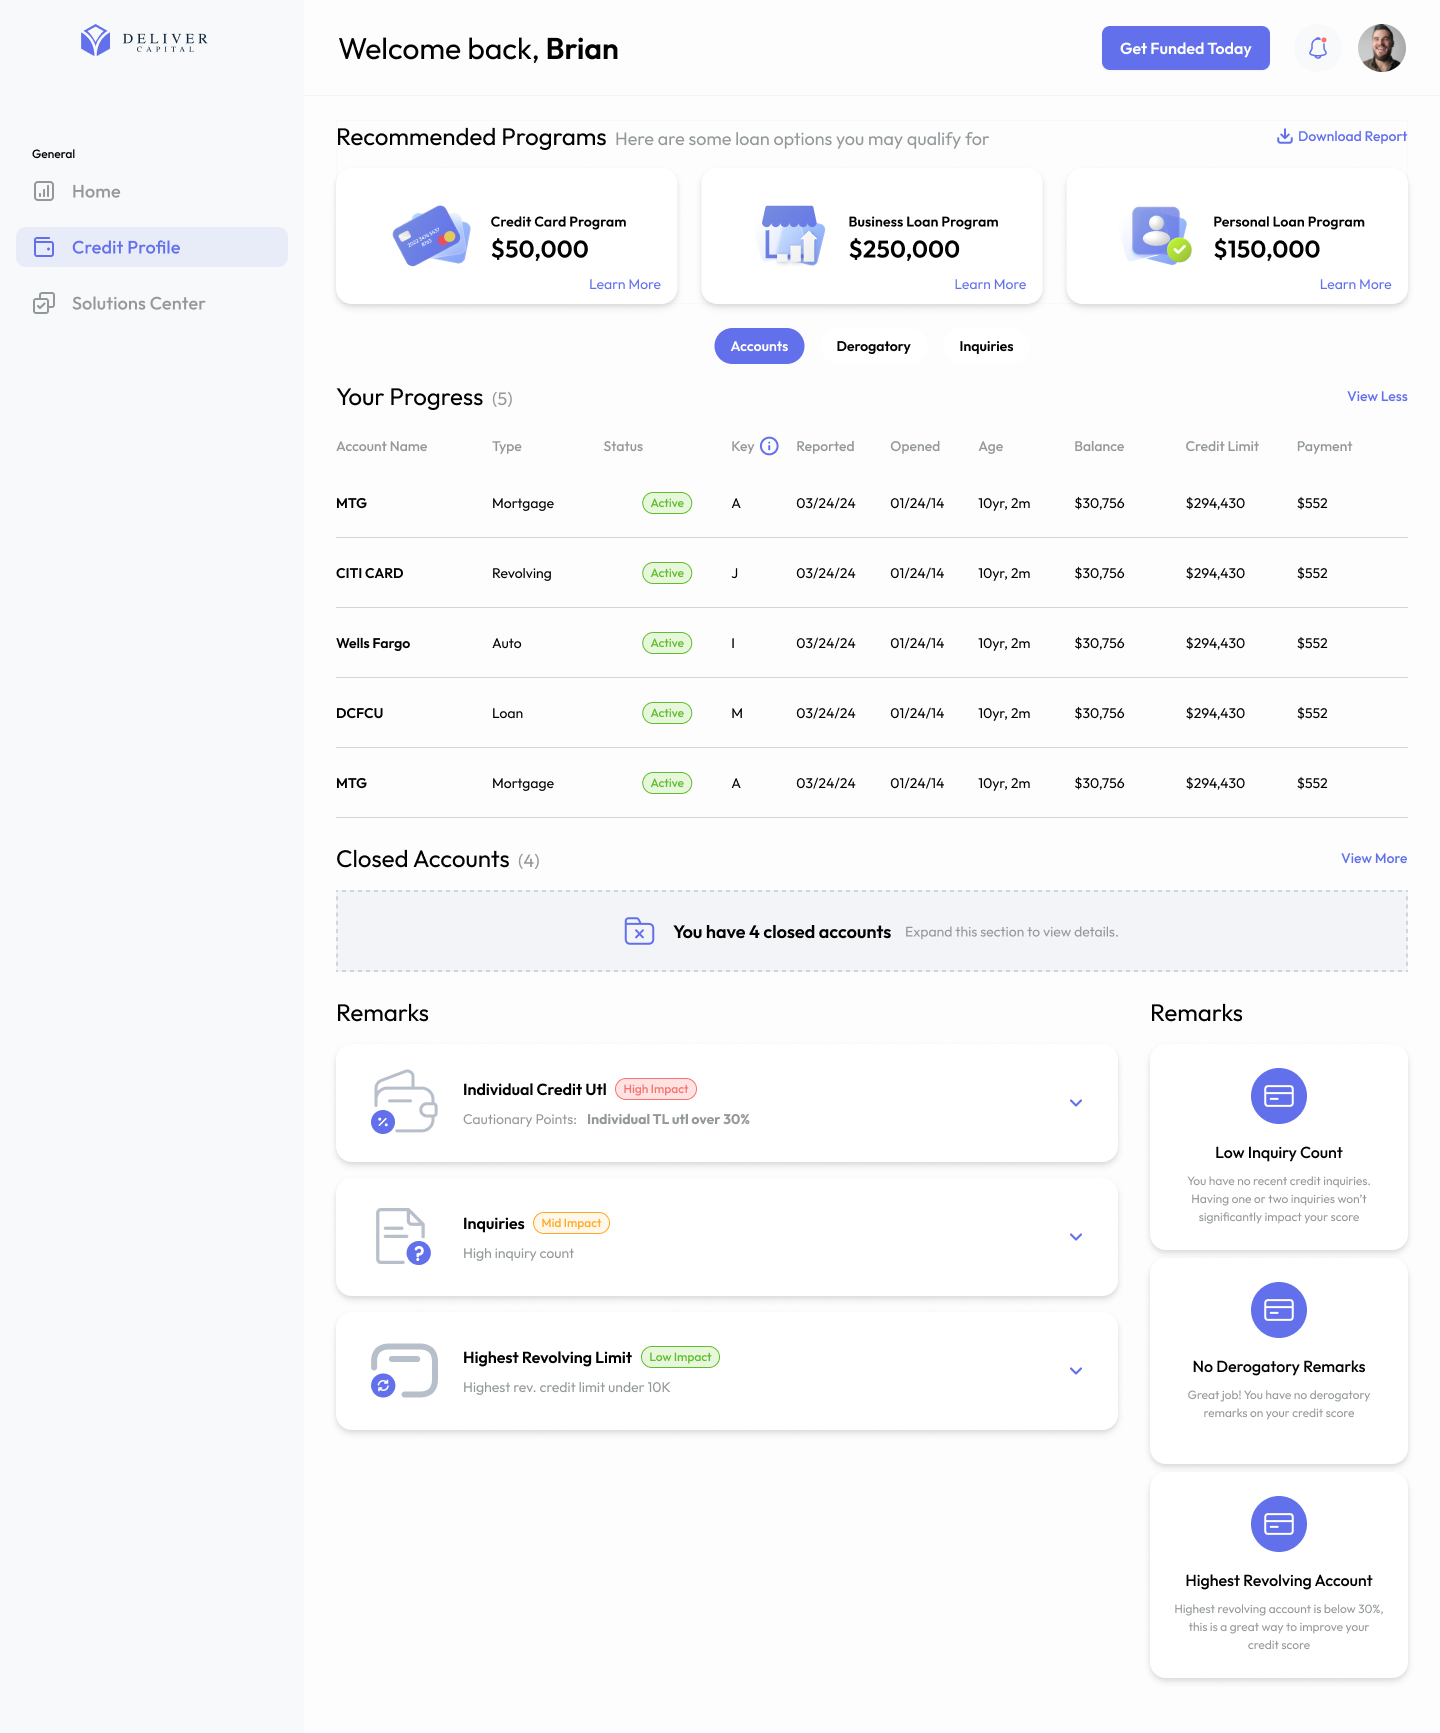 DELIVER
CAPITAL
Welcome back, Brian
Get Funded Today
General
Home
Credit Profile
Solutions Center
Recommended Programs Here are some loan options you may qualify for
Download Report
Credit Card Program
$50,000
Learn More
Business Loan Program
$250,000
Learn More
Personal Loan Program
$150,000
Learn More
Accounts Derogatory Inquiries
Your Progress (5)
View Less
Account Name Type Status Key Reported Opened Age Balance Credit Limit Payment
MTG Mortgage Active A 03/24/24 01/24/14 10yr, 2m $30,756 $294,430 $552
CITI CARD Revolving Active J 03/24/24 01/24/14 10yr, 2m $30,756 $294,430 $552
Wells Fargo Auto Active I 03/24/24 01/24/14 10yr, 2m $30,756 $294,430 $552
DCFCU Loan Active M 03/24/24 01/24/14 10yr, 2m $30,756 $294,430 $552
MTG Mortgage Active A 03/24/24 01/24/14 10yr, 2m $30,756 $294,430 $552
Closed Accounts (4)
View More
You have 4 closed accounts Expand this section to view details.
Remarks
Individual Credit Utl High Impact
Cautionary Points: Individual TL utl over 30%
Inquiries Mid Impact
High inquiry count
Highest Revolving Limit Low Impact
Highest rev. credit limit under 10K
Remarks
Low Inquiry Count
You have no recent credit inquiries.
Having one or two inquiries won't
significantly impact your score
No Derogatory Remarks
Great job! You have no derogatory
remarks on your credit score
Highest Revolving Account
Highest revolving account is below 30%,
this is a great way to improve your
credit score